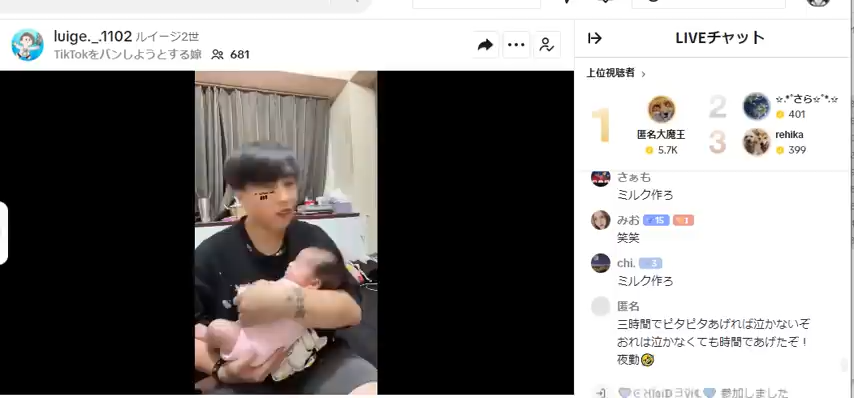 luige._.1102 ルイージ2世
TikTokをバンしようとする嫁 681
LIVEチャット
上位視聴者
1
匿名大魔王
5.7K
2
☆.*ﾟさら☆ﾟ*.☆
401
3
rehika
399
さぁも
ミルク作ろ
みお 15
笑笑
chi. 3
ミルク作ろ
匿名
三時間でピタピタあげれば泣かないぞ
おれは泣かなくても時間であげたぞ！
夜勤🤣
参加しました